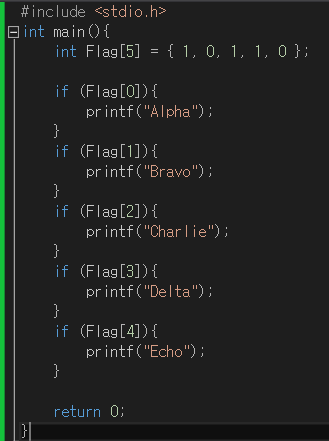 #include <stdio.h>
int main(){
    int Flag[5] = { 1, 0, 1, 1, 0 };

    if (Flag[0]){
        printf("Alpha");
    }
    if (Flag[1]){
        printf("Bravo");
    }
    if (Flag[2]){
        printf("Charlie");
    }
    if (Flag[3]){
        printf("Delta");
    }
    if (Flag[4]){
        printf("Echo");
    }

    return 0;
}